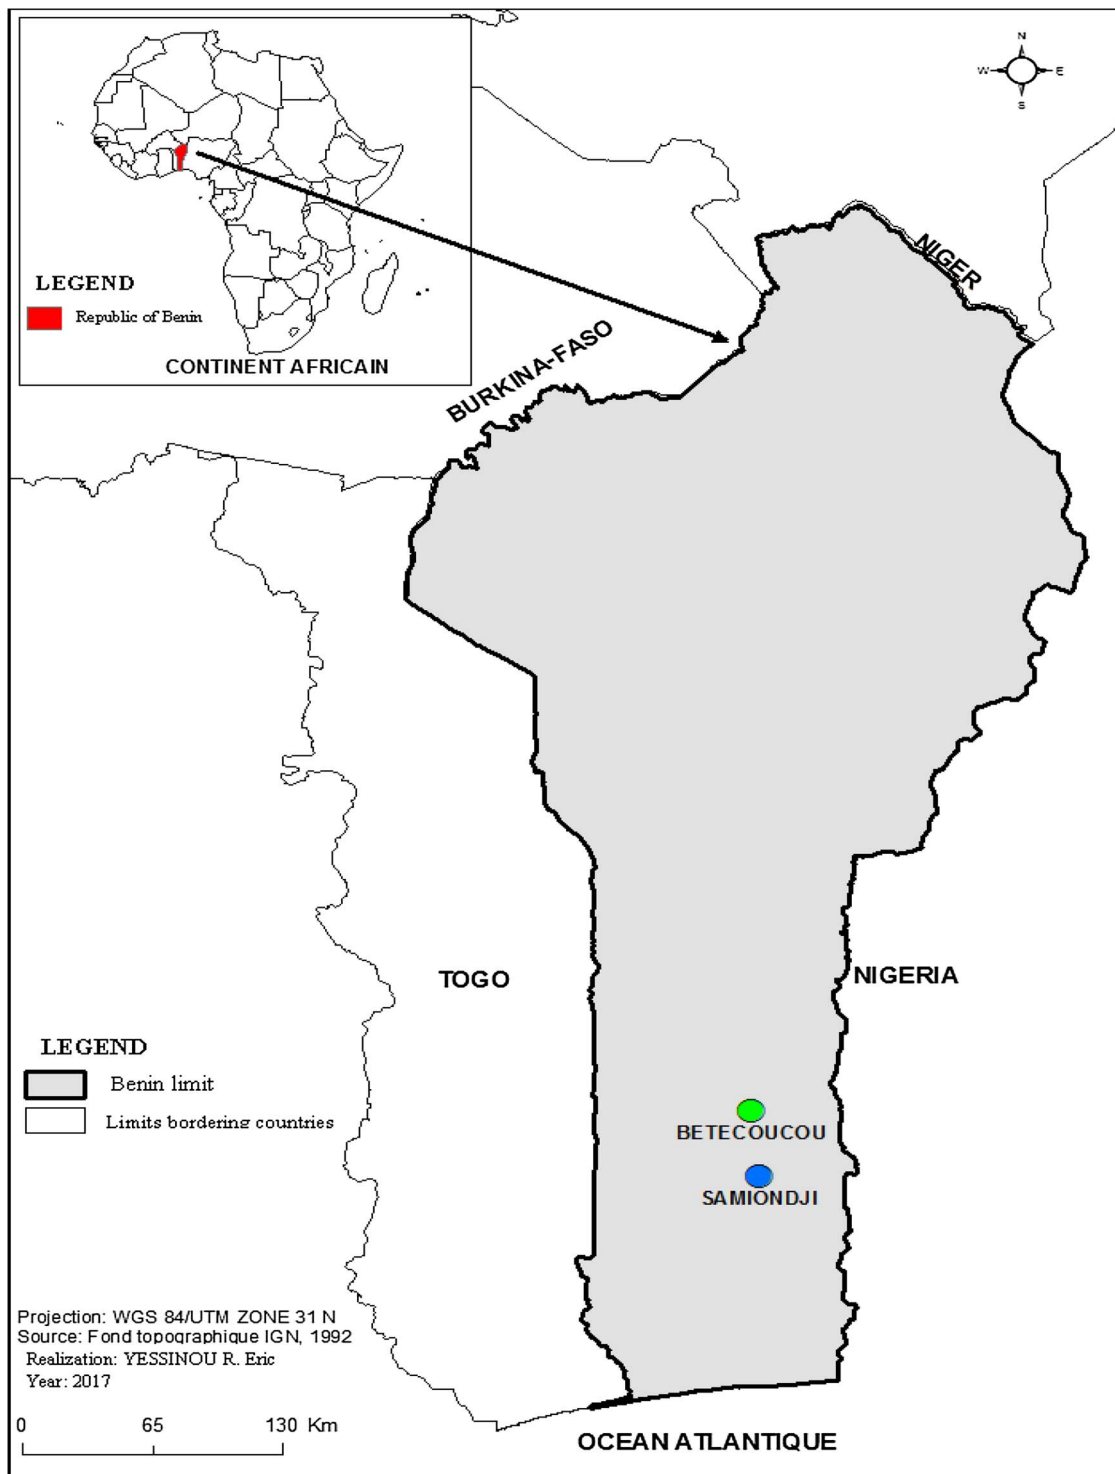 N
W E
S
LEGEND
Republic of Benin
CONTINENT AFRICAIN
NIGER
BURKINA-FASO
TOGO
NIGERIA
LEGEND
Benin limit
Limits bordering countries
BETECOUCOU
SAMIONDJI
Projection: WGS 84/UTM ZONE 31 N
Source: Fond topographique IGN, 1992
Realization: YESSINOU R. Eric
Year: 2017
0 65 130 Km
OCEAN ATLANTIQUE